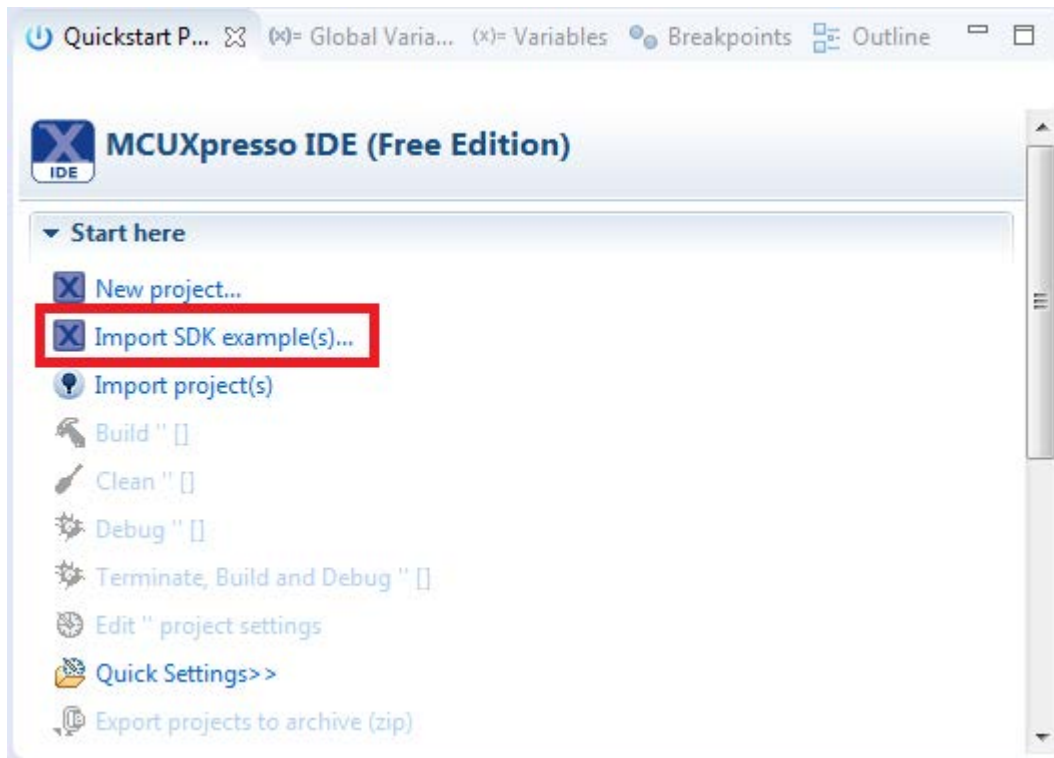 Quickstart P... (x)= Global Varia... (x)= Variables Breakpoints Outline
IDE
MCUXpresso IDE (Free Edition)
Start here
New project...
Import SDK example(s)...
Import project(s)
Build '' []
Clean '' []
Debug '' []
Terminate, Build and Debug '' []
Edit '' project settings
Quick Settings>>
Export projects to archive (zip)